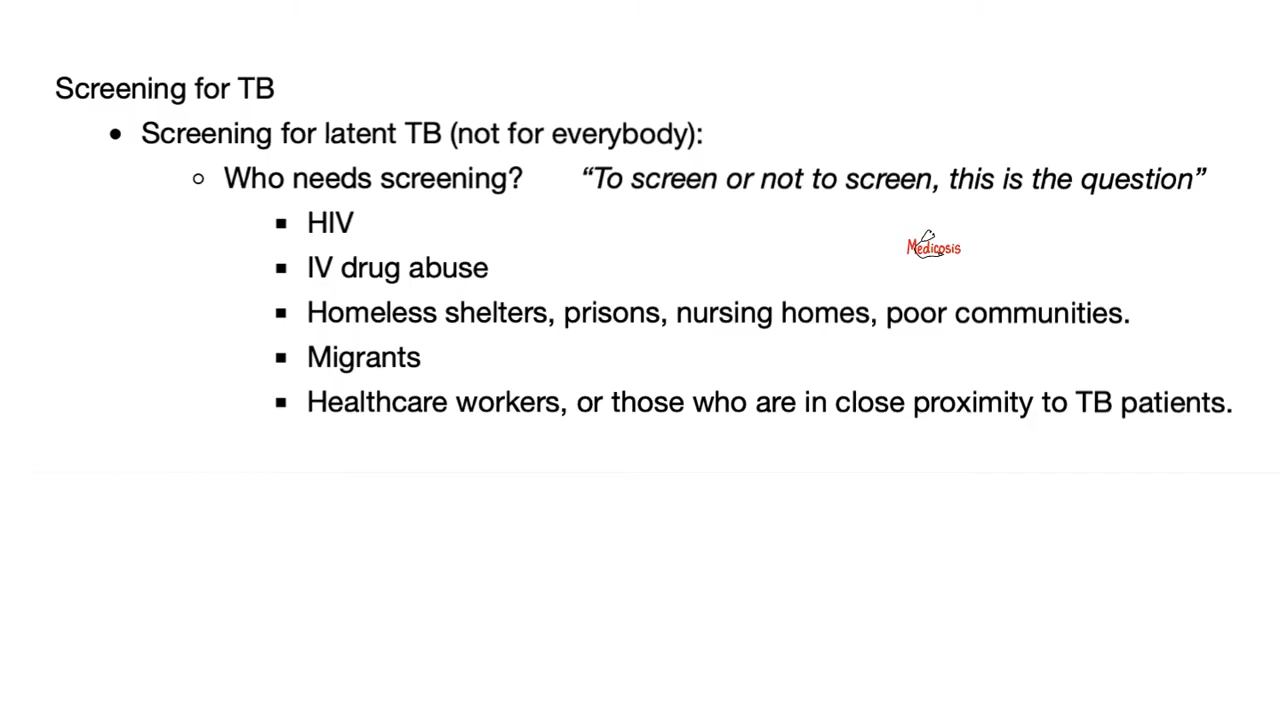 Screening for TB
• Screening for latent TB (not for everybody):
○ Who needs screening? “To screen or not to screen, this is the question”
▪ HIV
Medicosis
▪ IV drug abuse
▪ Homeless shelters, prisons, nursing homes, poor communities.
▪ Migrants
▪ Healthcare workers, or those who are in close proximity to TB patients.